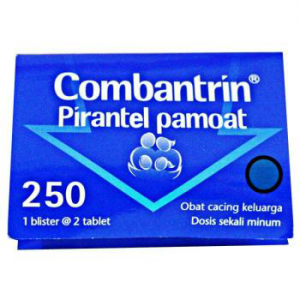 Combantrin®
Pirantel pamoat
250
1 blister @ 2 tablet
Obat cacing keluarga
Dosis sekali minum